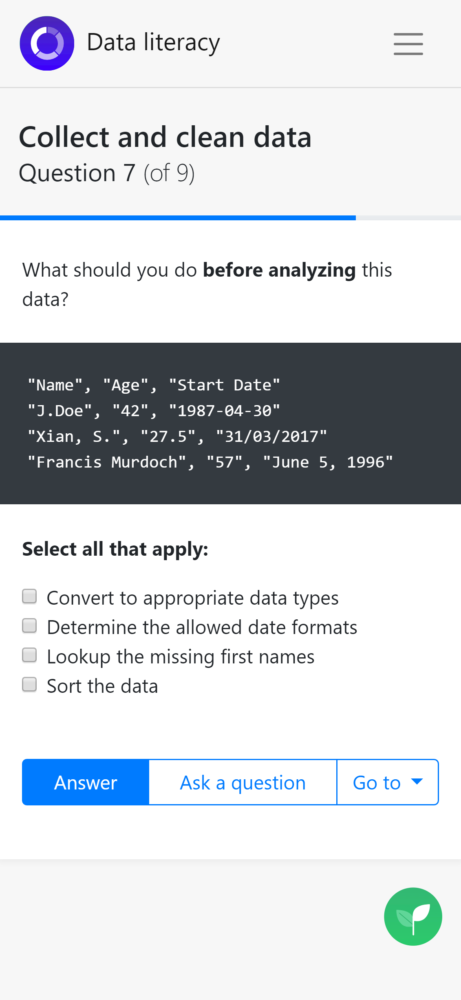 Data literacy
Collect and clean data
Question 7 (of 9)
What should you do before analyzing this
data?
"Name", "Age", "Start Date"
"J.Doe", "42", "1987-04-30"
"Xian, S.", "27.5", "31/03/2017"
"Francis Murdoch", "57", "June 5, 1996"
Select all that apply:
Convert to appropriate data types
Determine the allowed date formats
Lookup the missing first names
Sort the data
Answer
Ask a question
Go to